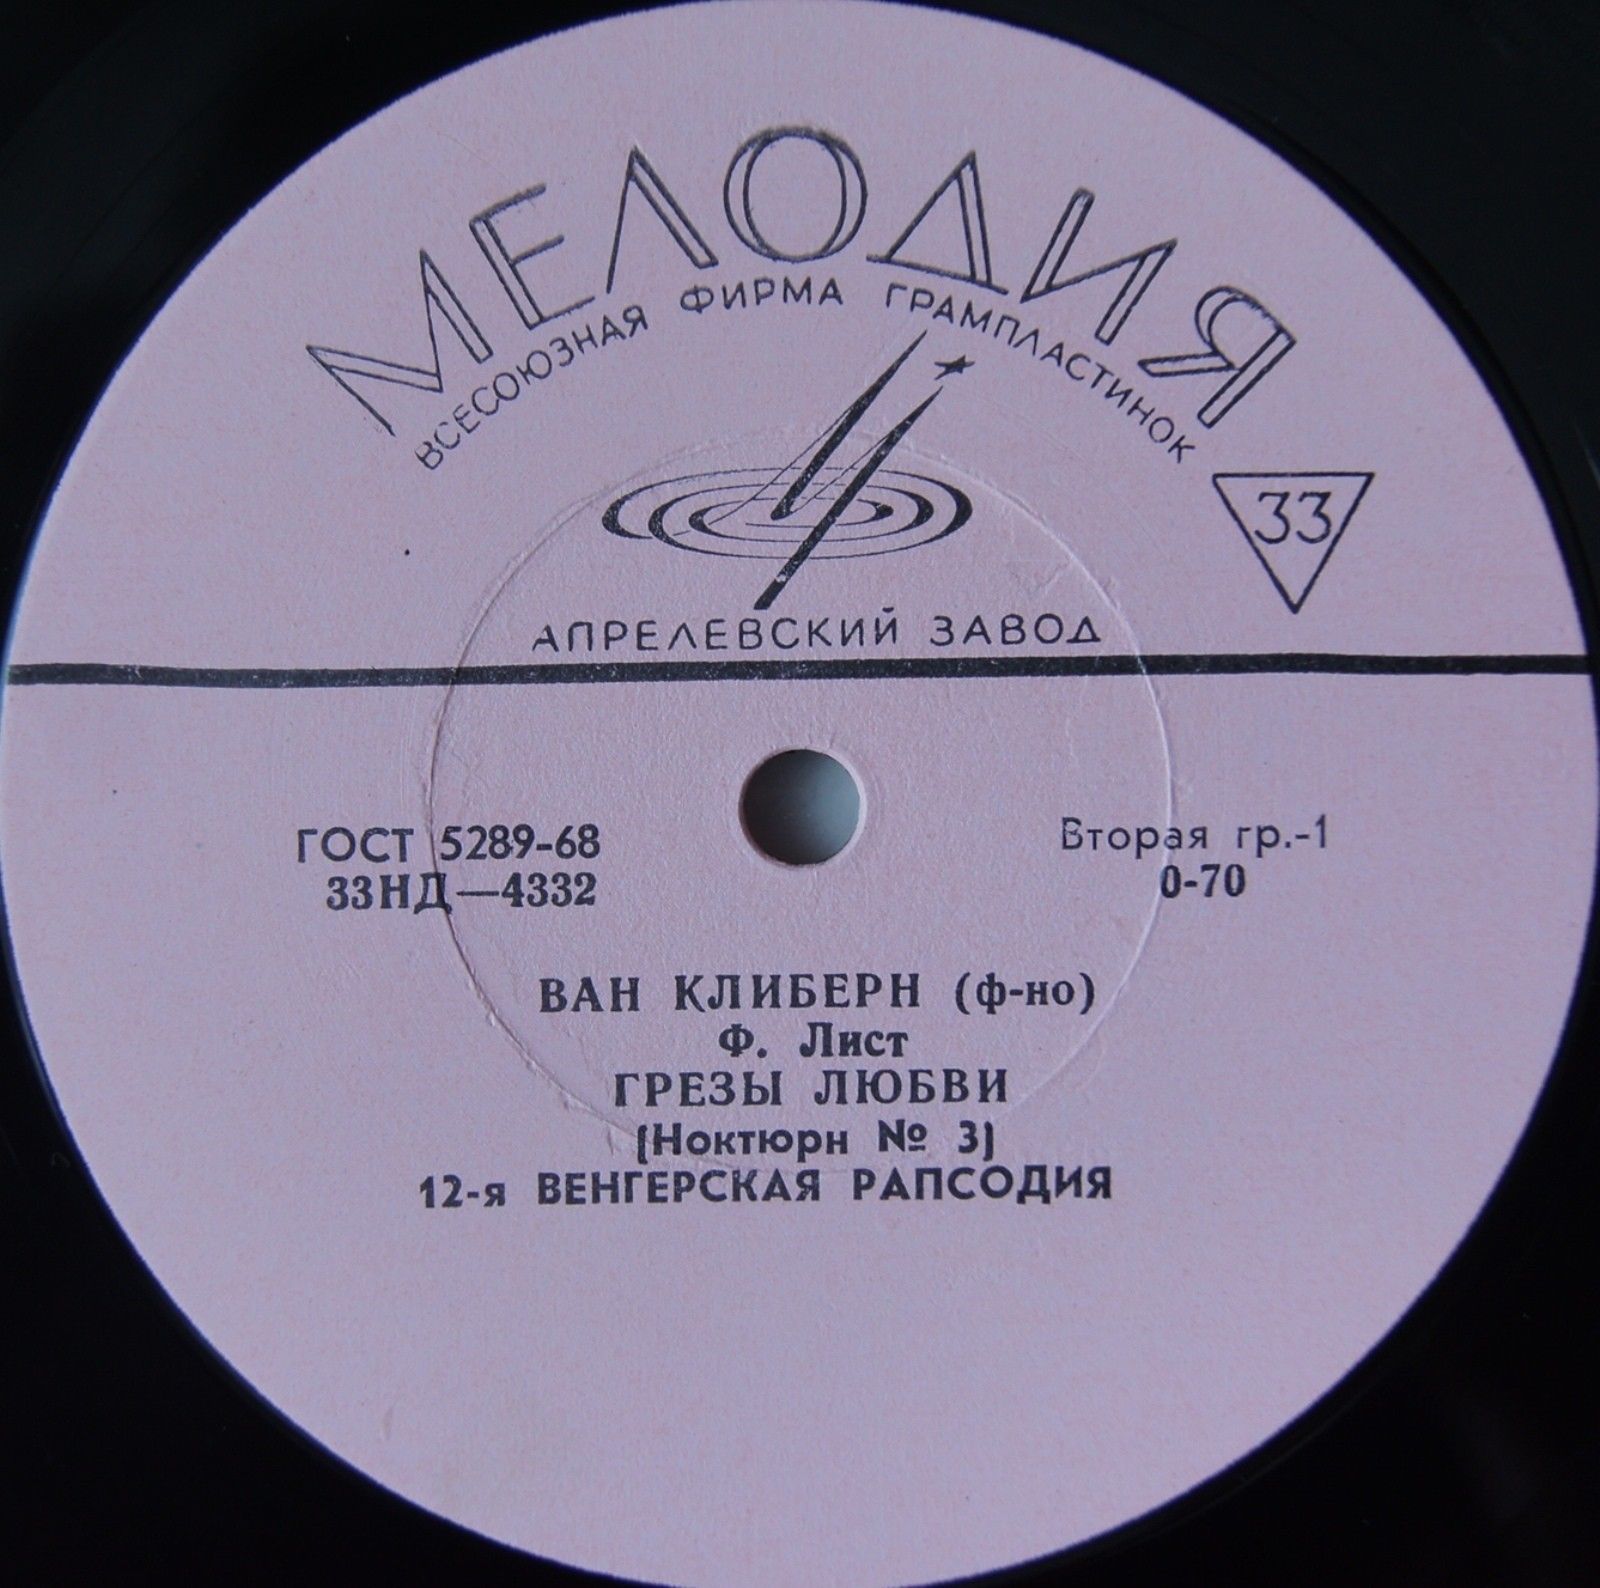 МЕЛОДИЯ
ВСЕСОЮЗНАЯ ФИРМА ГРАМПЛАСТИНОК
33
АПРЕЛЕВСКИЙ ЗАВОД
ГОСТ 5289-68
33НД—4332
Вторая гр.-1
0-70
ВАН КЛИБЕРН (ф-но)
Ф. Лист
ГРЕЗЫ ЛЮБВИ
(Ноктюрн № 3)
12-я ВЕНГЕРСКАЯ РАПСОДИЯ